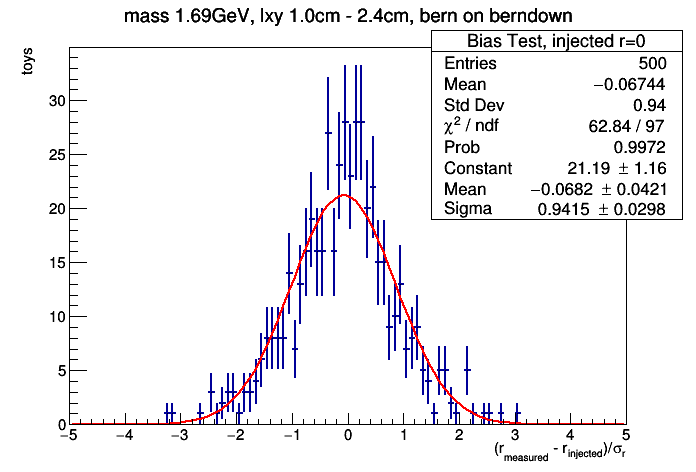 mass 1.69GeV, lxy 1.0cm - 2.4cm, bern on berndown
Bias Test, injected r=0
Entries 500
Mean −0.06744
Std Dev 0.94
χ² / ndf 62.84 / 97
Prob 0.9972
Constant 21.19 ± 1.16
Mean −0.0682 ± 0.0421
Sigma 0.9415 ± 0.0298
toys
30
25
20
15
10
5
0
−5 −4 −3 −2 −1 0 1 2 3 4 5
(r_measured - r_injected)/σ_r